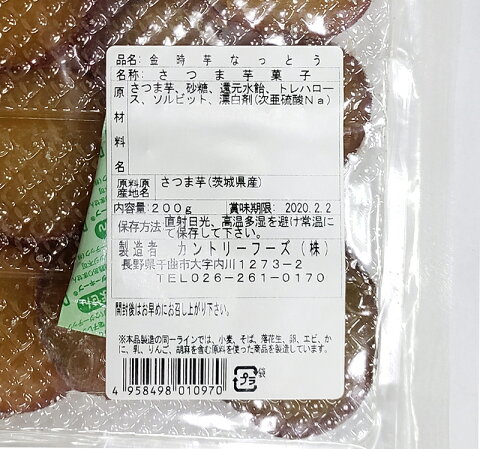 品名: 金時芋なっとう
名称: さつま芋菓子
原材料名 さつま芋、砂糖、還元水飴、トレハロー
ス、ソルビット、漂白剤(次亜硫酸Na)
原料原産地名 さつま芋(茨城県産)
内容量:200g 賞味期限: 2020.2.2
保存方法 直射日光、高温多湿を避け常温に
て保存して下さい。
製造者 カントリーフーズ(株)
長野県千曲市大字内川1273-2
TEL026-261-0170
開封後はお早めにお召し上がり下さい。
※本品製造の同一ラインでは、小麦、そば、落花生、卵、エビ、か
に、乳、りんご、胡麻を含む原料を使った商品を製造しています。
4 958498 010970
プラ 袋